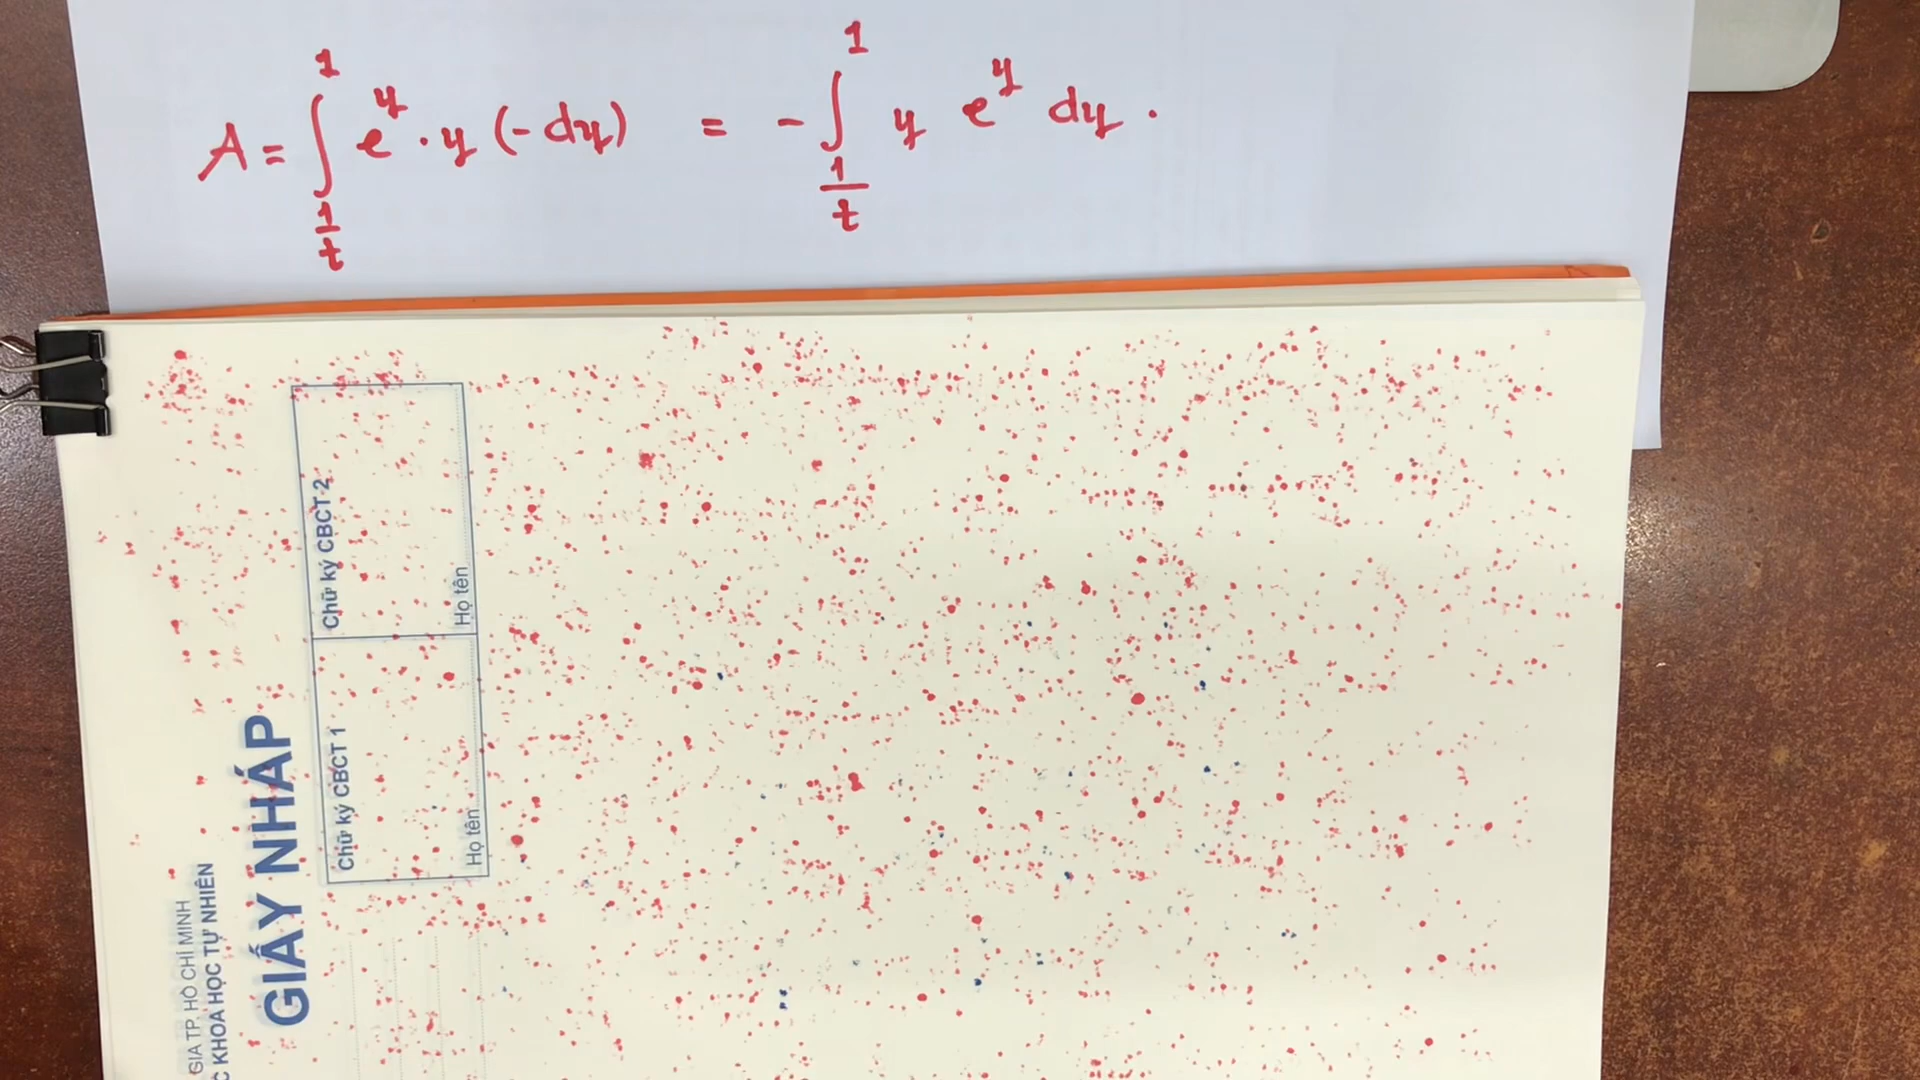 A = ∫_{1/t}^{1} e^y · y (-dy) = - ∫_{1/t}^{1} y e^y dy .
GIA TP. HỒ CHÍ MINH
KHOA HỌC TỰ NHIÊN
GIẤY NHÁP
Chữ ký CBCT 1
Họ tên
Chữ ký CBCT 2
Họ tên